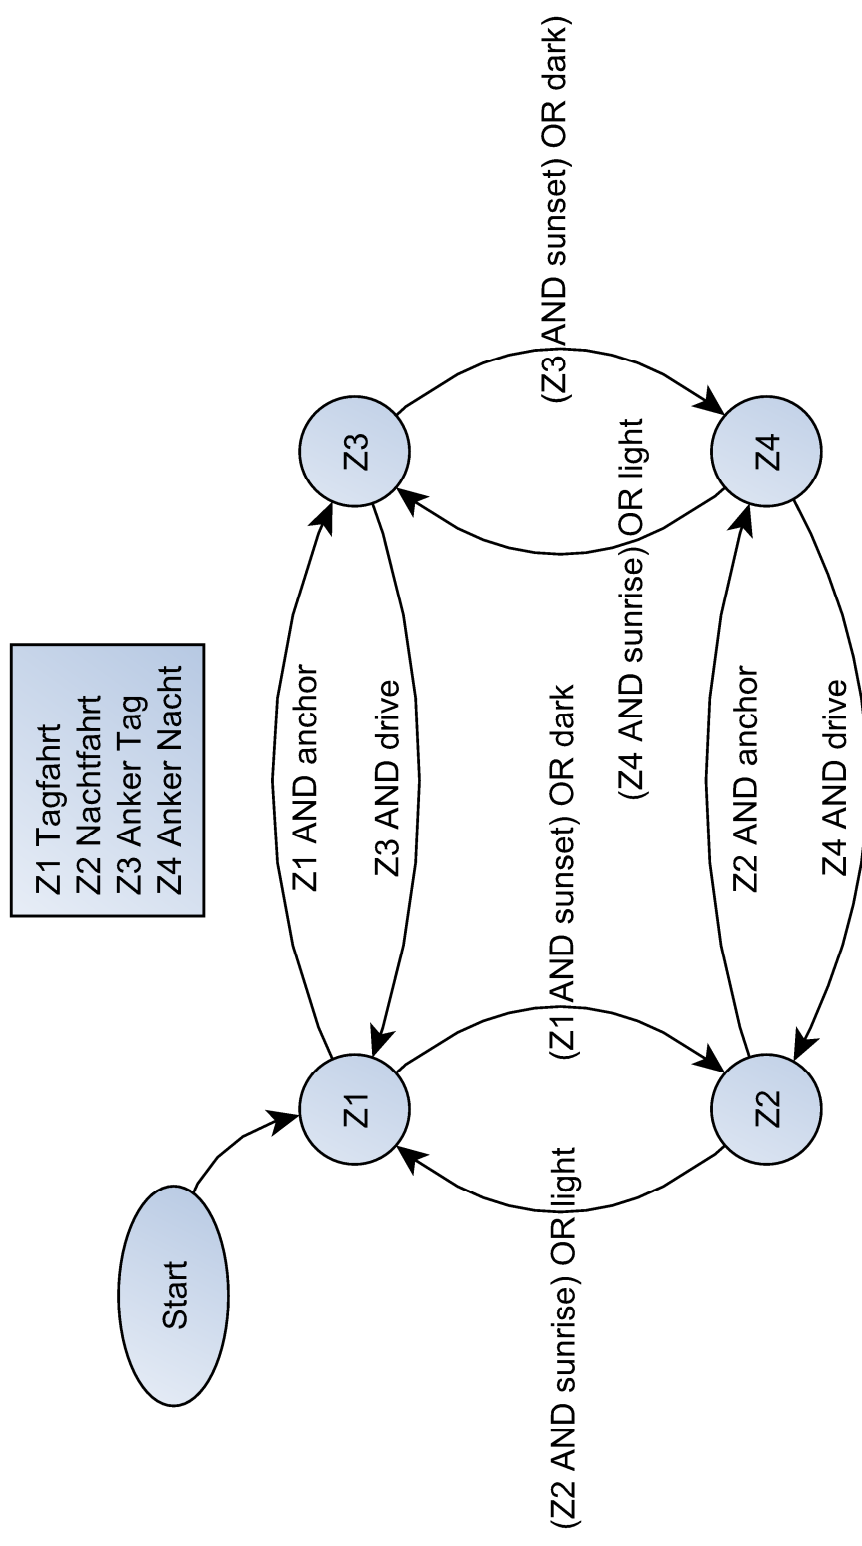 Z1 Tagfahrt
Z2 Nachtfahrt
Z3 Anker Tag
Z4 Anker Nacht
Start
Z1
Z1 AND anchor
Z3 AND drive
Z3
(Z2 AND sunrise) OR light
(Z1 AND sunset) OR dark
(Z4 AND sunrise) OR light
(Z3 AND sunset) OR dark)
Z2
Z2 AND anchor
Z4 AND drive
Z4